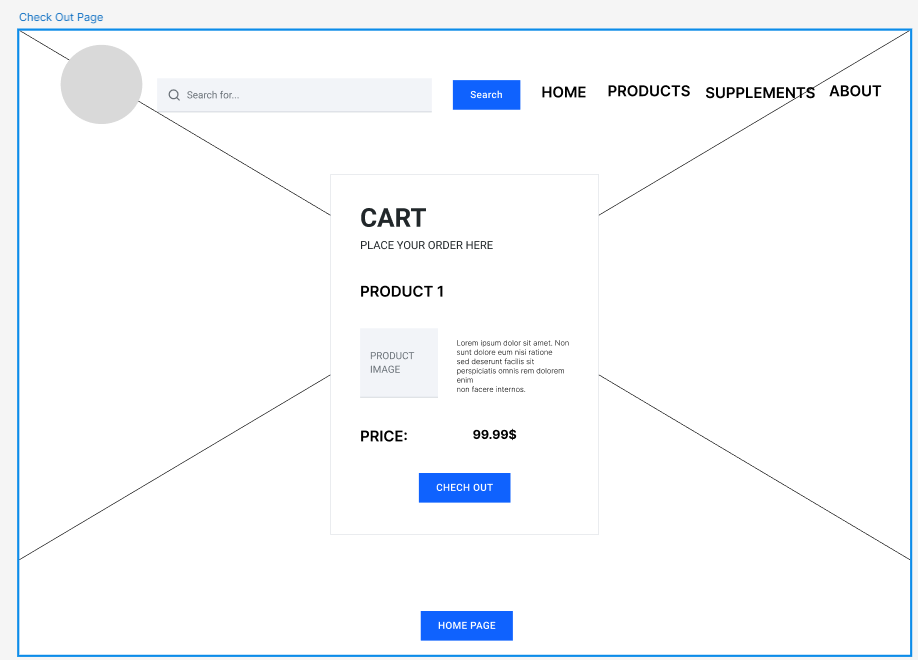 Check Out Page
Search for...
Search
HOME
PRODUCTS
SUPPLEMENTS
ABOUT
CART
PLACE YOUR ORDER HERE
PRODUCT 1
PRODUCT
IMAGE
Lorem ipsum dolor sit amet. Non
sunt dolore eum nisi ratione
sed deserunt facilis sit
perspiciatis omnis rem dolorem
enim
non facere internos.
PRICE:
99.99$
CHECH OUT
HOME PAGE